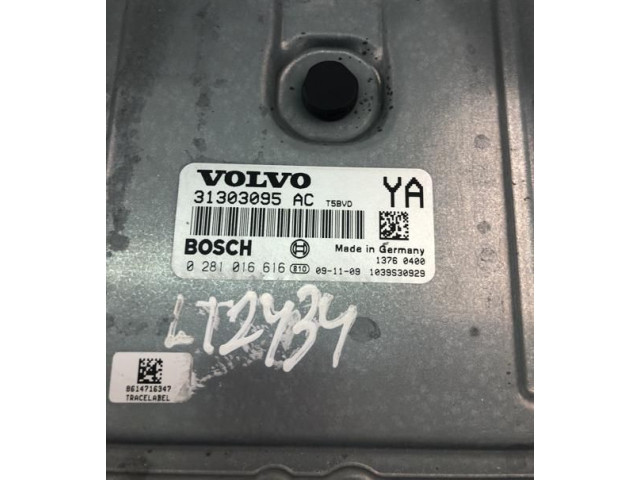 VOLVO YA
31303095 AC T5BVD
BOSCH Made in Germany
1376 0400
0 281 016 616 810 09-11-09 1039S30929
LT2434
8614716347
TRACELABEL